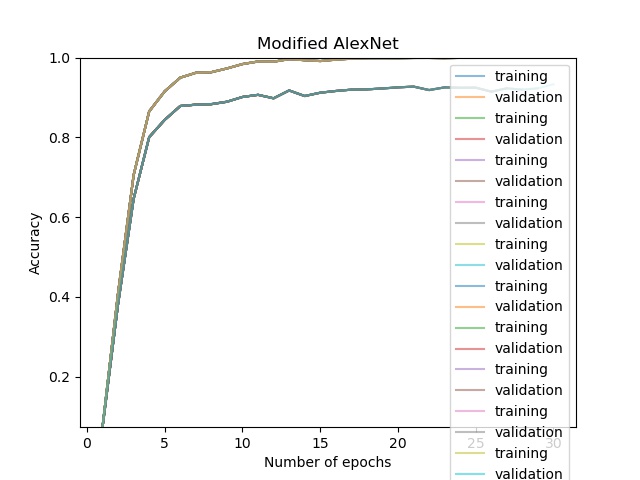 Modified AlexNet
1.0
0.8
0.6
0.4
0.2
Accuracy
0
5
10
15
20
25
30
Number of epochs
training
validation
training
validation
training
validation
training
validation
training
validation
training
validation
training
validation
training
validation
training
validation
training
validation